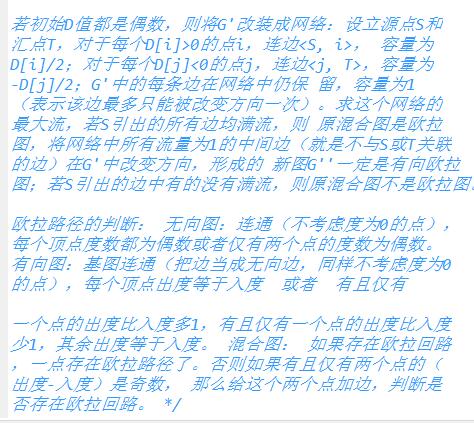 若初始D值都是偶数，则将G'改装成网络：设立源点S和
汇点T，对于每个D[i]>0的点i，连边<S, i>， 容量为
D[i]/2；对于每个D[j]<0的点j，连边<j, T>，容量为
-D[j]/2；G'中的每条边在网络中仍保 留，容量为1
（表示该边最多只能被改变方向一次）。求这个网络的
最大流，若S引出的所有边均满流，则 原混合图是欧拉
图，将网络中所有流量为1的中间边（就是不与S或T关联
的边）在G'中改变方向，形成的 新图G''一定是有向欧拉
图；若S引出的边中有的没有满流，则原混合图不是欧拉图。
欧拉路径的判断： 无向图：连通（不考虑度为0的点），
每个顶点度数都为偶数或者仅有两个点的度数为偶数。
有向图：基图连通（把边当成无向边，同样不考虑度为0
的点），每个顶点出度等于入度 或者 有且仅有
一个点的出度比入度多1，有且仅有一个点的出度比入度
少1，其余出度等于入度。 混合图： 如果存在欧拉回路
，一点存在欧拉路径了。否则如果有且仅有两个点的（
出度-入度）是奇数， 那么给这个两个点加边，判断是
否存在欧拉回路。 */